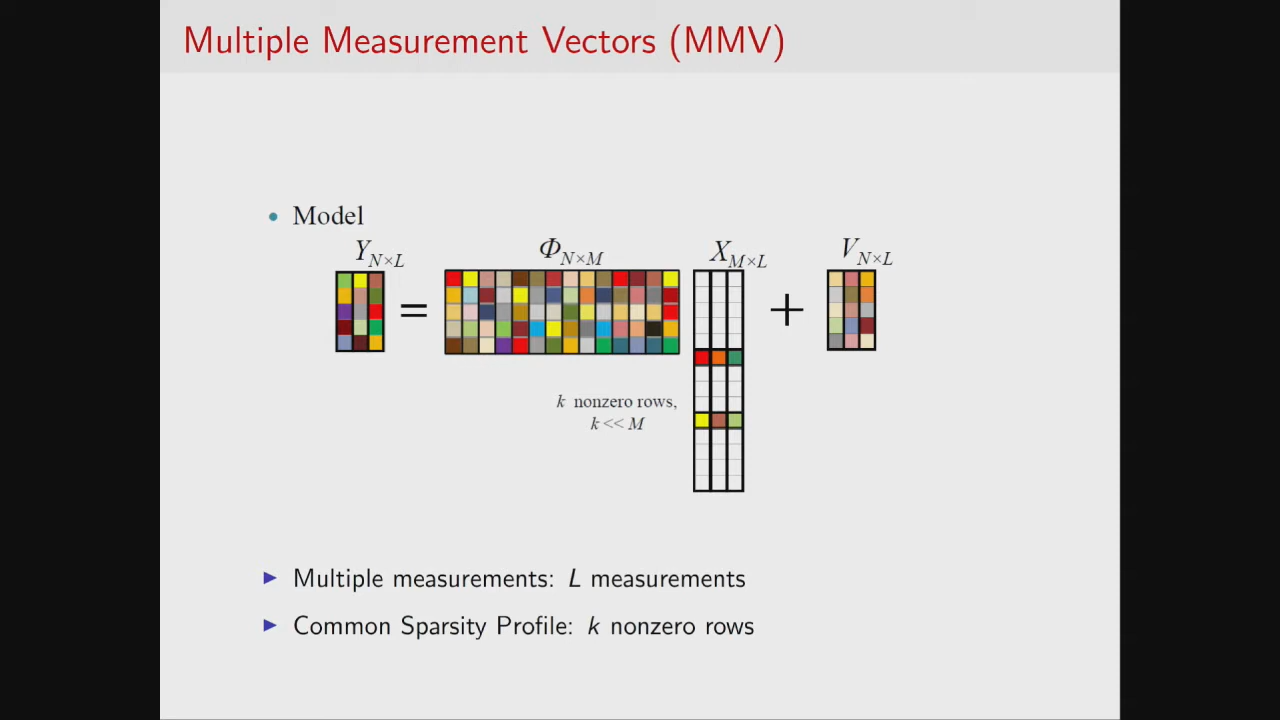 Multiple Measurement Vectors (MMV)
• Model
Y_{N×L} = Φ_{N×M} X_{M×L} + V_{N×L}
k nonzero rows,
k << M
▶ Multiple measurements: L measurements
▶ Common Sparsity Profile: k nonzero rows